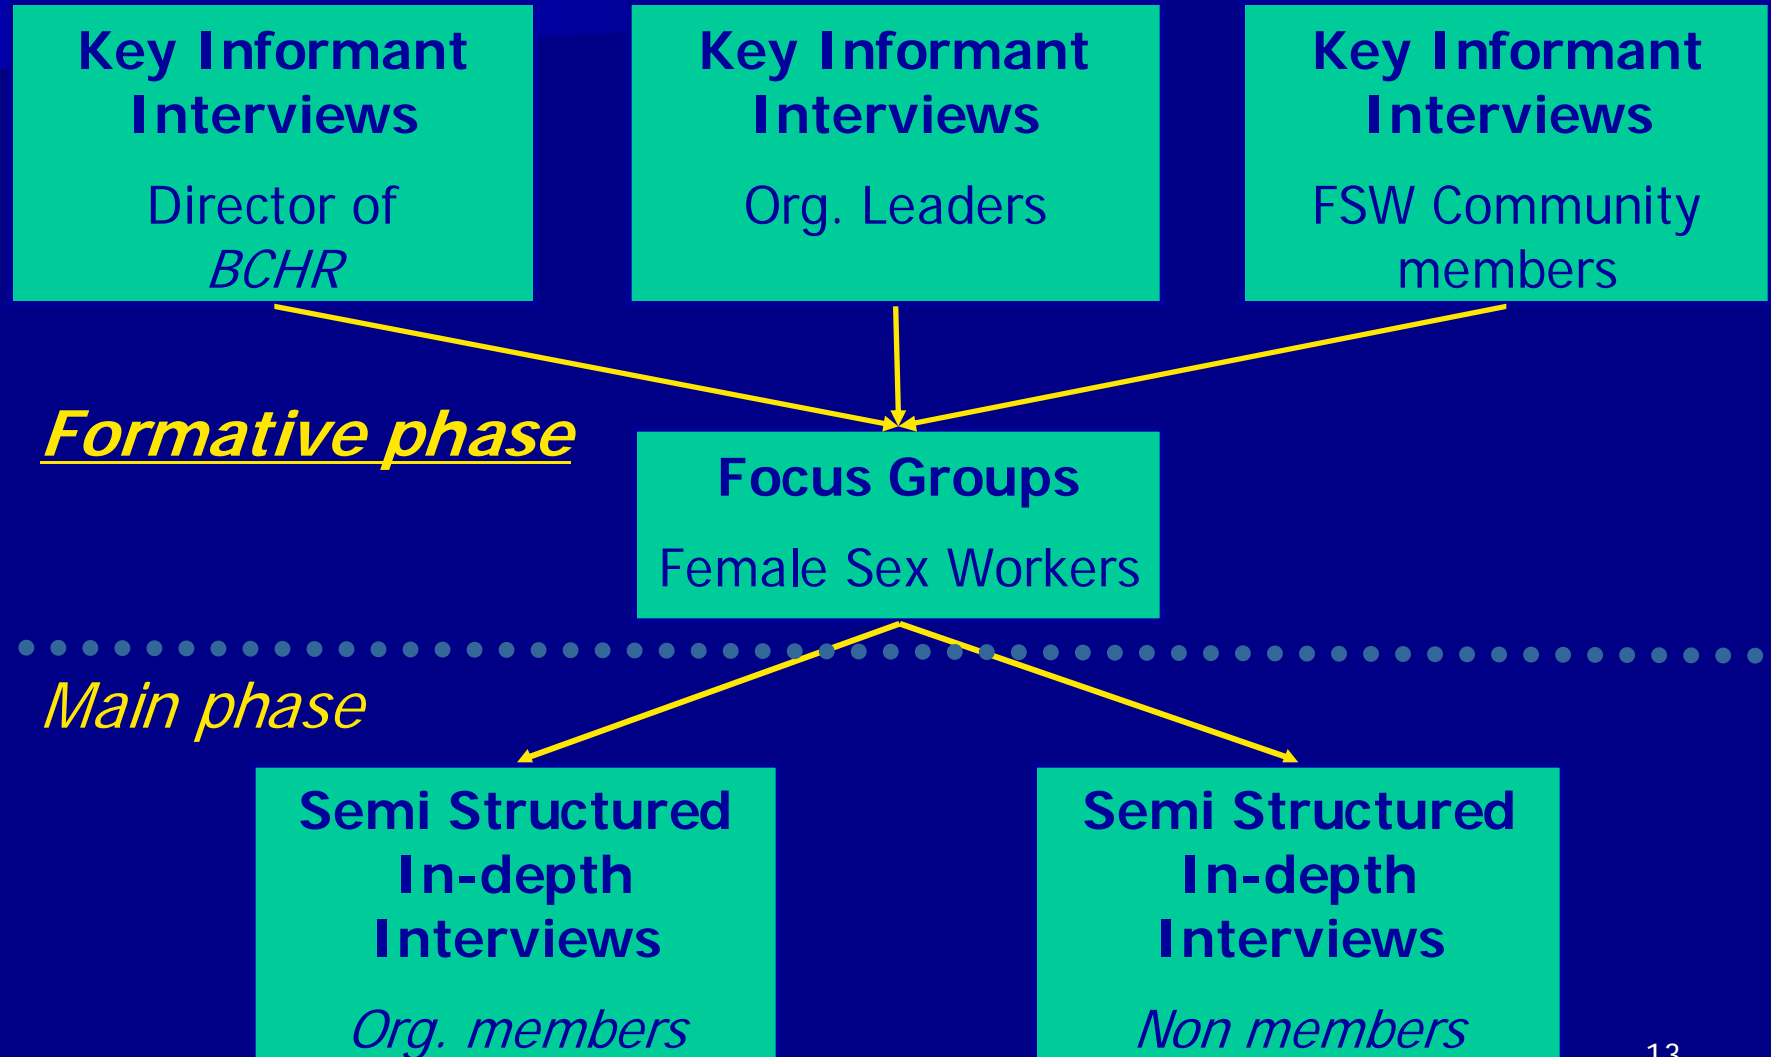 Key Informant
Interviews
Director of
BCHR
Key Informant
Interviews
Org. Leaders
Key Informant
Interviews
FSW Community
members
Formative phase
Focus Groups
Female Sex Workers
Main phase
Semi Structured
In-depth
Interviews
Org. members
Semi Structured
In-depth
Interviews
Non members
13